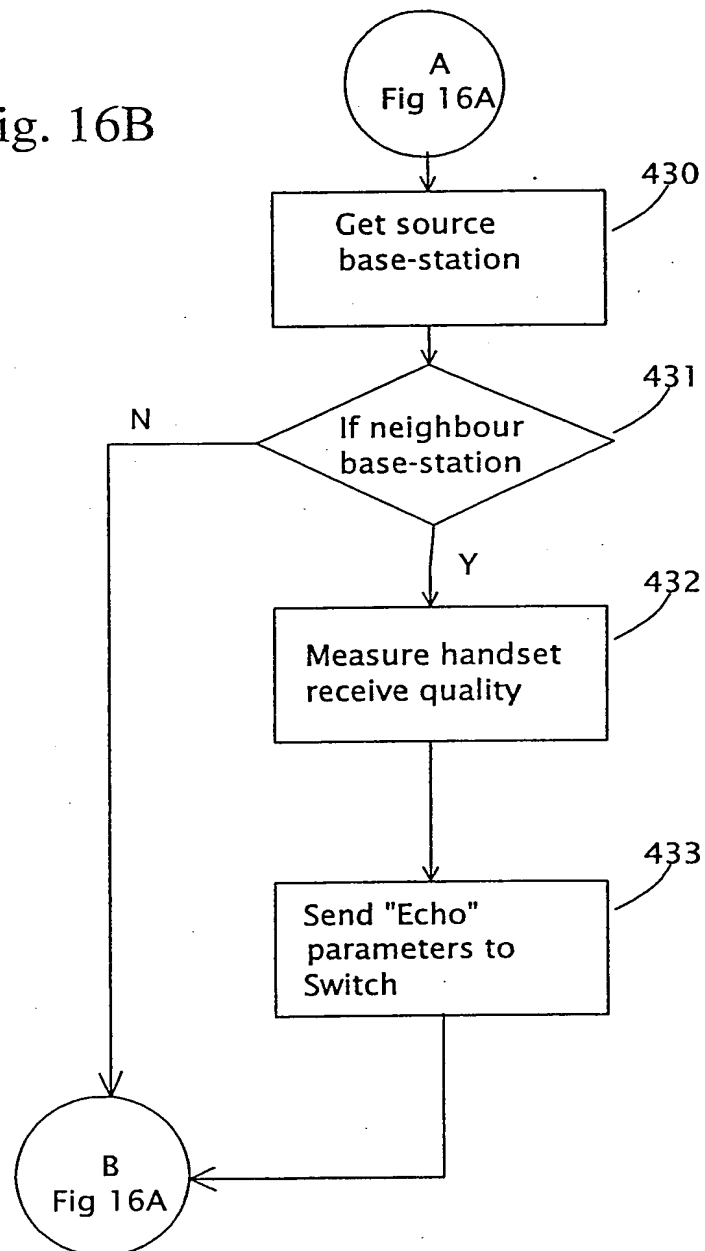 ig. 16B
A
Fig 16A
430
Get source
base-station
431
N
If neighbour
base-station
Y
432
Measure handset
receive quality
433
Send "Echo"
parameters to
Switch
B
Fig 16A